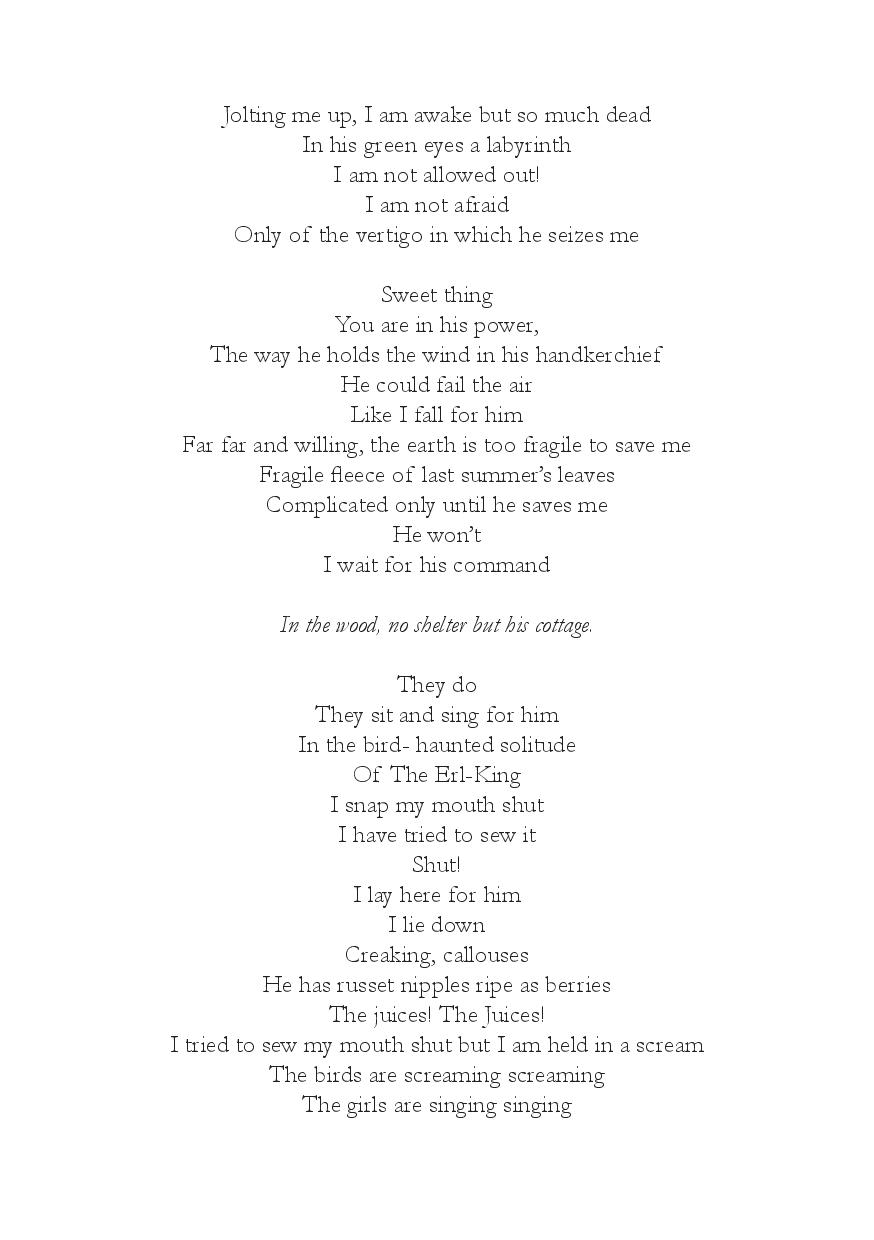 Jolting me up, I am awake but so much dead
In his green eyes a labyrinth
I am not allowed out!
I am not afraid
Only of the vertigo in which he seizes me
Sweet thing
You are in his power,
The way he holds the wind in his handkerchief
He could fail the air
Like I fall for him
Far far and willing, the earth is too fragile to save me
Fragile fleece of last summer’s leaves
Complicated only until he saves me
He won’t
I wait for his command
In the wood, no shelter but his cottage.
They do
They sit and sing for him
In the bird- haunted solitude
Of The Erl-King
I snap my mouth shut
I have tried to sew it
Shut!
I lay here for him
I lie down
Creaking, callouses
He has russet nipples ripe as berries
The juices! The Juices!
I tried to sew my mouth shut but I am held in a scream
The birds are screaming screaming
The girls are singing singing